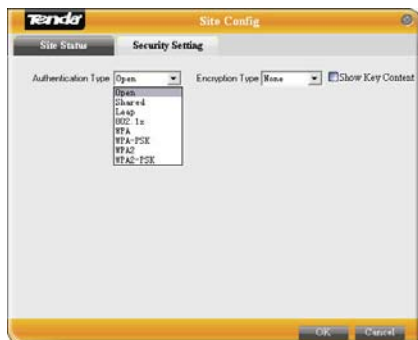 Tenda
Site Config
Site Status Security Setting
Authentication Type Open Encryption Type None Show Key Content
Open
Shared
Leap
802.1x
WPA
WPA-PSK
WPA2
WPA2-PSK
OK Cancel